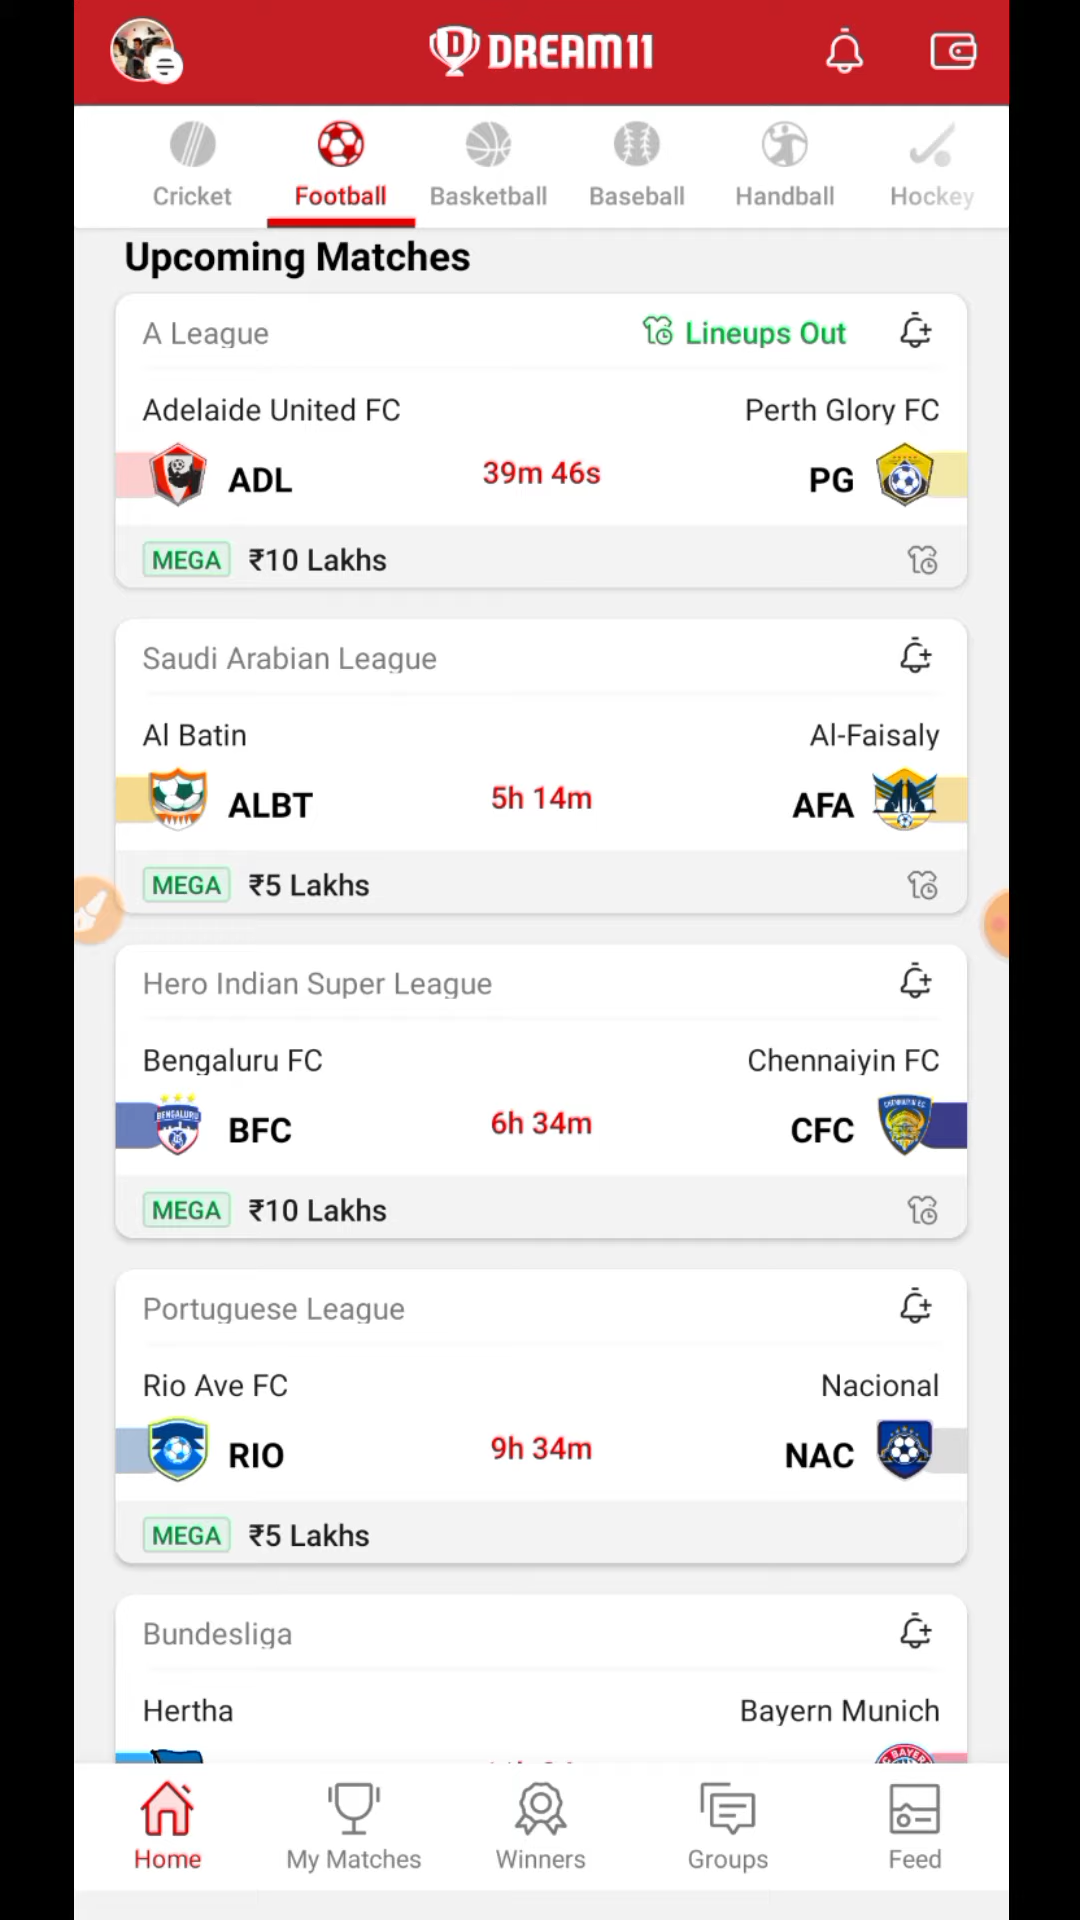 DREAM11
Cricket Football Basketball Baseball Handball Hockey
Upcoming Matches
A League Lineups Out
Adelaide United FC Perth Glory FC
ADL 39m 46s PG
MEGA ₹10 Lakhs
Saudi Arabian League
Al Batin Al-Faisaly
ALBT 5h 14m AFA
MEGA ₹5 Lakhs
Hero Indian Super League
Bengaluru FC Chennaiyin FC
BENGALURU BFC 6h 34m CFC CHENNAIYIN FC
MEGA ₹10 Lakhs
Portuguese League
Rio Ave FC Nacional
RIO 9h 34m NAC
MEGA ₹5 Lakhs
Bundesliga
Hertha Bayern Munich
Home My Matches Winners Groups Feed